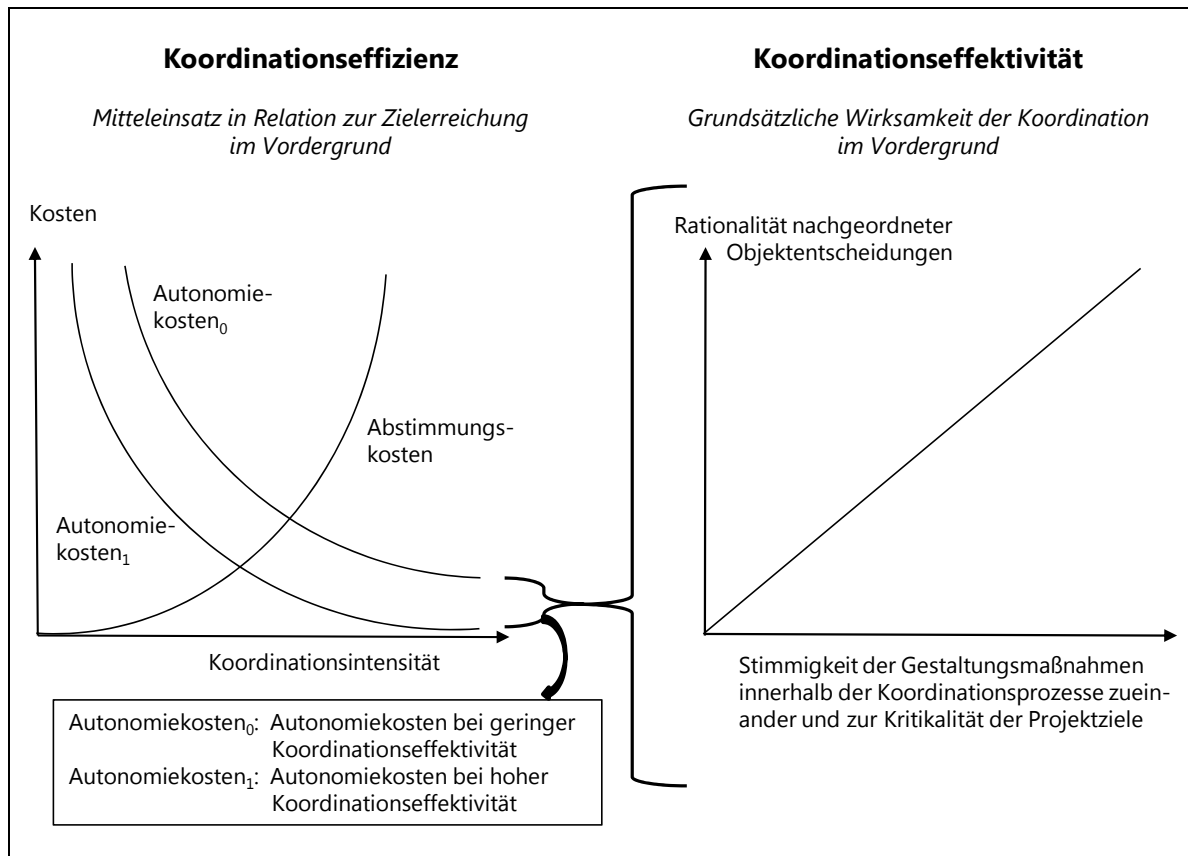 Koordinationseffizienz
Mitteleinsatz in Relation zur Zielerreichung
im Vordergrund
Kosten
Autonomie-
kosten₀
Abstimmungs-
kosten
Autonomie-
kosten₁
Koordinationsintensität
Autonomiekosten₀: Autonomiekosten bei geringer
Koordinationseffektivität
Autonomiekosten₁: Autonomiekosten bei hoher
Koordinationseffektivität
Koordinationseffektivität
Grundsätzliche Wirksamkeit der Koordination
im Vordergrund
Rationalität nachgeordneter
Objektentscheidungen
Stimmigkeit der Gestaltungsmaßnahmen
innerhalb der Koordinationsprozesse zuein-
ander und zur Kritikalität der Projektziele